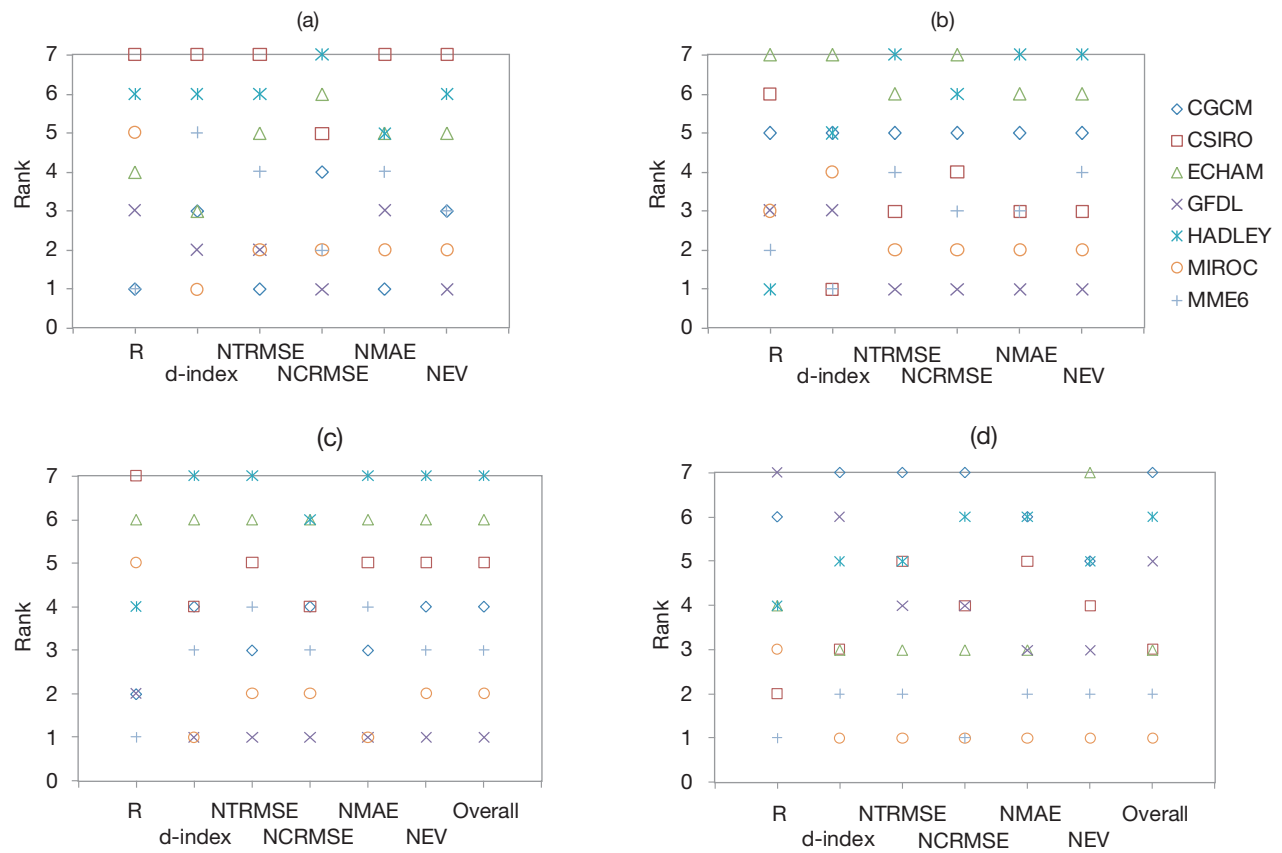 (a)
7
6
5
4
3
2
1
0
Rank
R
NTRMSE
NMAE
d-index
NCRMSE
NEV
(b)
7
6
5
4
3
2
1
0
Rank
R
NTRMSE
NMAE
d-index
NCRMSE
NEV
CGCM
CSIRO
ECHAM
GFDL
HADLEY
MIROC
MME6
(c)
7
6
5
4
3
2
1
0
Rank
R
NTRMSE
NMAE
Overall
d-index
NCRMSE
NEV
(d)
7
6
5
4
3
2
1
0
Rank
R
NTRMSE
NMAE
Overall
d-index
NCRMSE
NEV